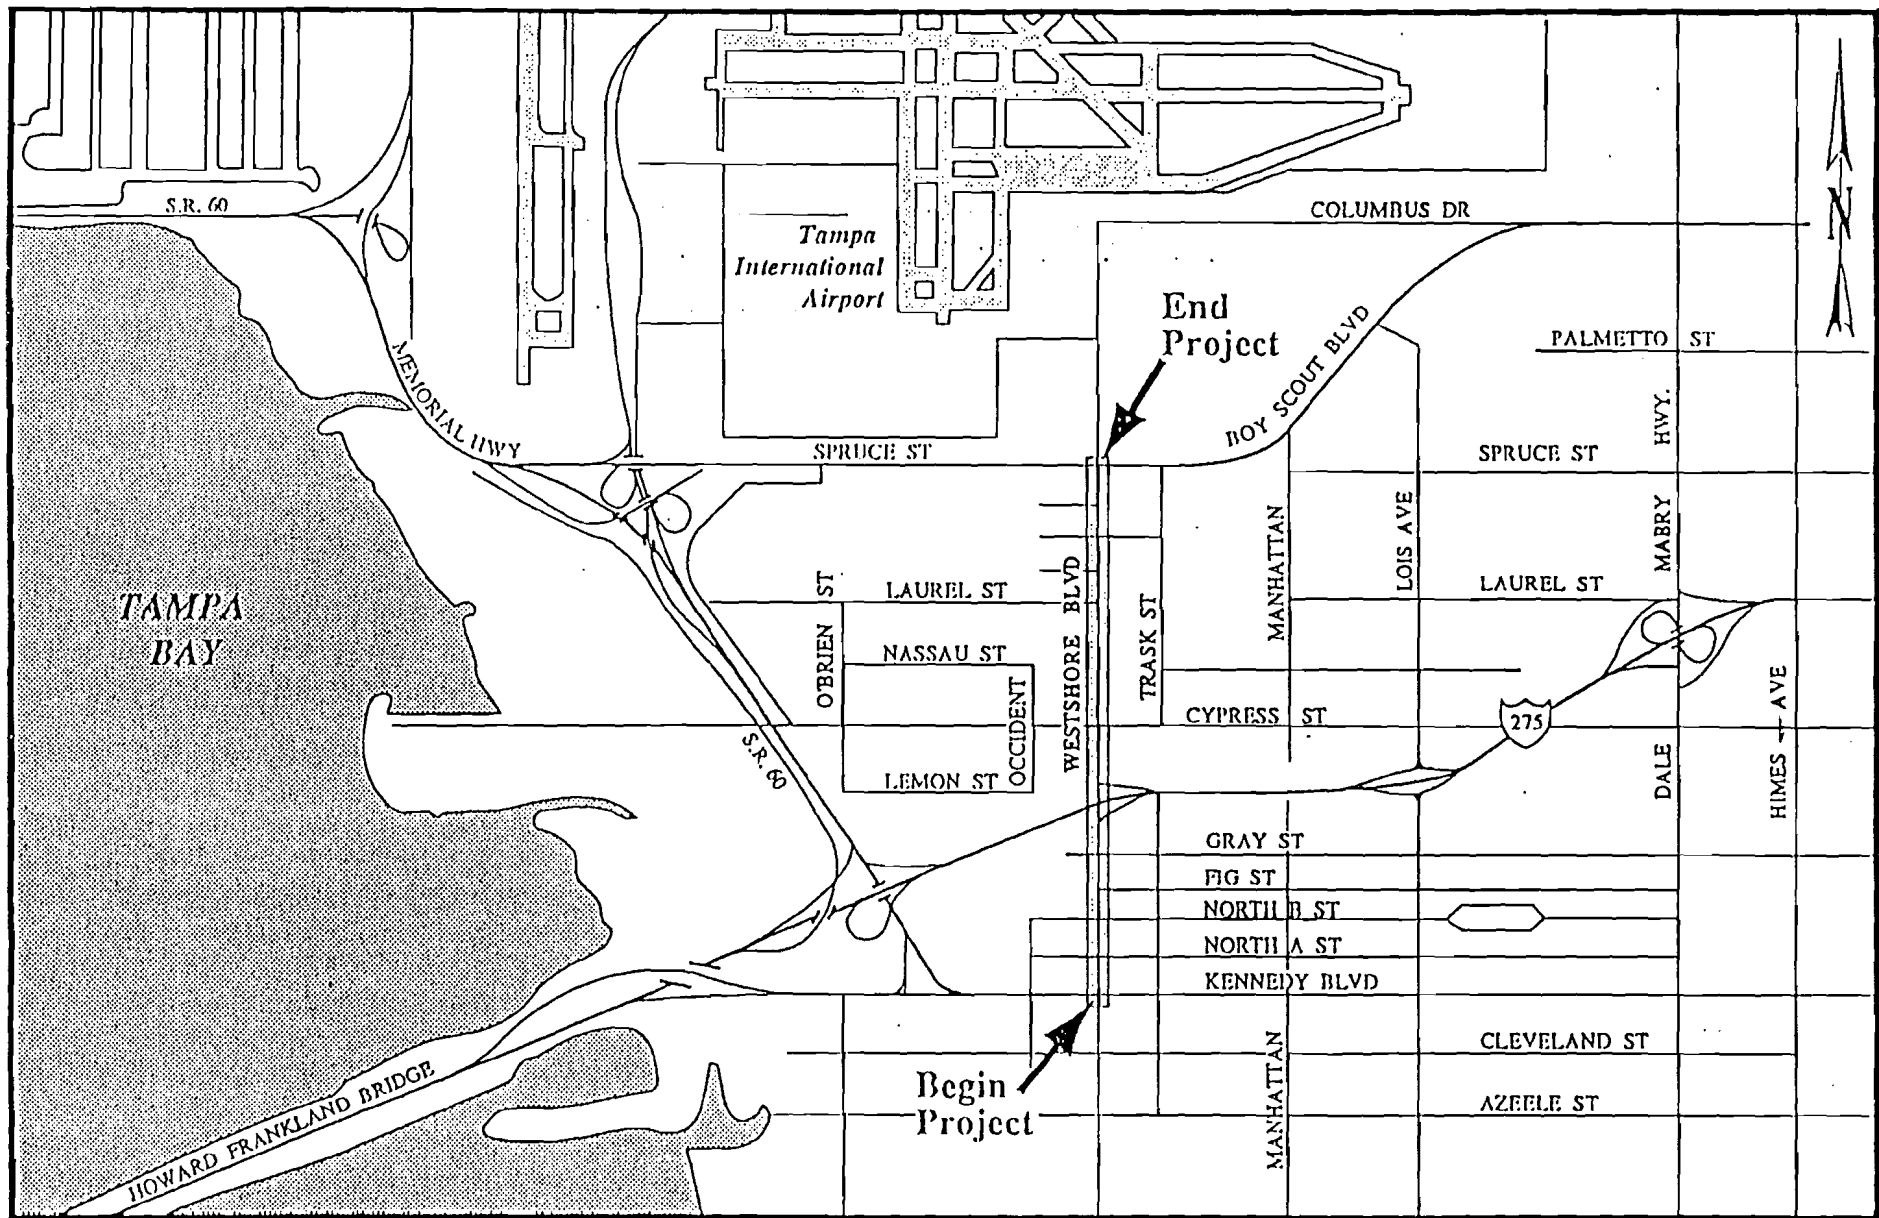 S.R. 60
COLUMBUS DR
N
Tampa
International
Airport
End
Project
BOY SCOUT BLVD
PALMETTO ST
MEMORIAL HWY
SPRUCE ST
SPRUCE ST
DALE MABRY HWY.
LOIS AVE
MANHATTAN
WESTSHORE BLVD
LAUREL ST
LAUREL ST
O'BRIEN ST
TRASK ST
TAMPA
BAY
NASSAU ST
OCCIDENT
HIMES AVE
CYPRESS ST
275
S.R. 60
LEMON ST
GRAY ST
FIG ST
NORTH B ST
NORTH A ST
KENNEDY BLVD
MANHATTAN
CLEVELAND ST
HOWARD FRANKLAND BRIDGE
Begin
Project
AZEELE ST